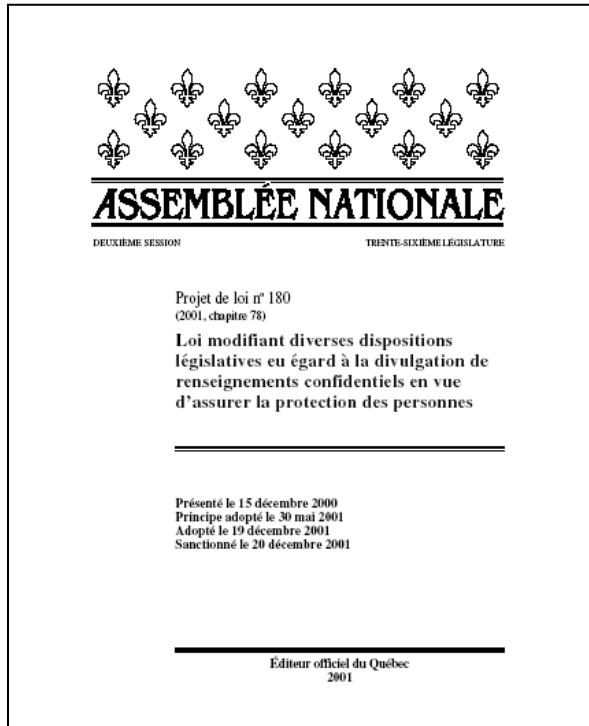 ASSEMBLÉE NATIONALE
DEUXIÈME SESSION TRENTE-SIXIÈME LÉGISLATURE
Projet de loi nº 180
(2001, chapitre 78)
Loi modifiant diverses dispositions
législatives eu égard à la divulgation de
renseignements confidentiels en vue
d’assurer la protection des personnes
Présenté le 15 décembre 2000
Principe adopté le 30 mai 2001
Adopté le 19 décembre 2001
Sanctionné le 20 décembre 2001
Éditeur officiel du Québec
2001